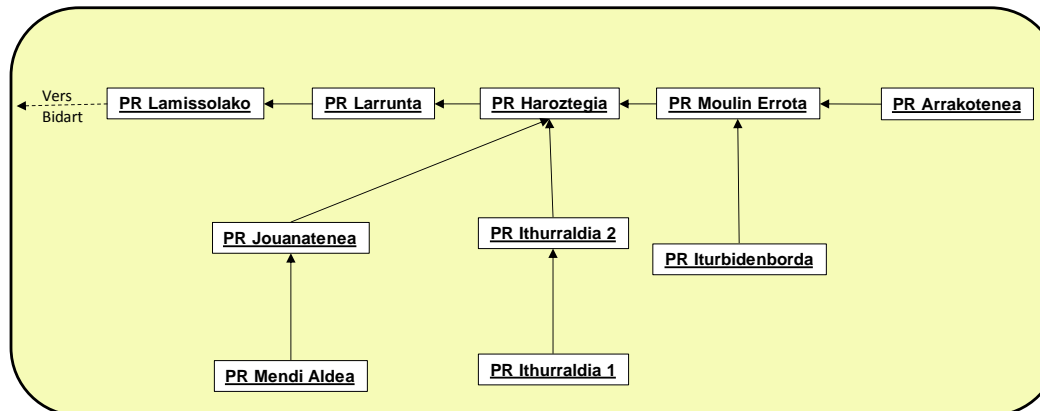 Vers
Bidart
PR Lamissolako
PR Larrunta
PR Haroztegia
PR Moulin Errota
PR Arrakotenea
PR Jouanatenea
PR Ithurraldia 2
PR Iturbidenborda
PR Mendi Aldea
PR Ithurraldia 1